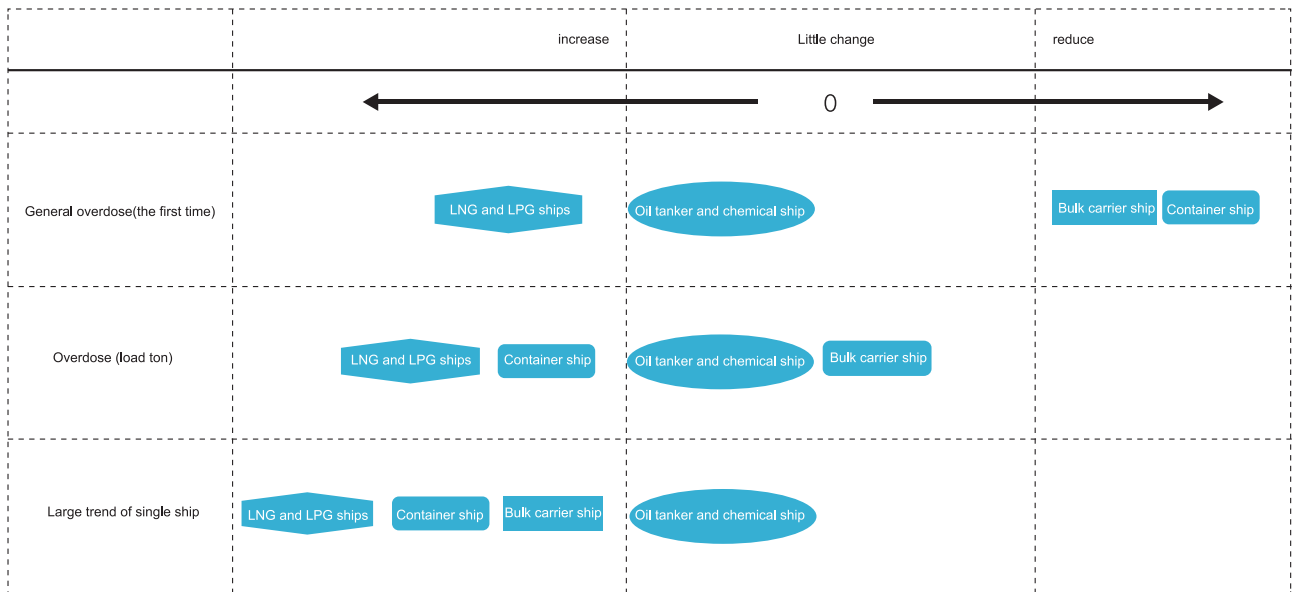 increase
Little change
reduce
0
General overdose(the first time)
LNG and LPG ships
Oil tanker and chemical ship
Bulk carrier ship
Container ship
Overdose (load ton)
LNG and LPG ships
Container ship
Oil tanker and chemical ship
Bulk carrier ship
Large trend of single ship
LNG and LPG ships
Container ship
Bulk carrier ship
Oil tanker and chemical ship